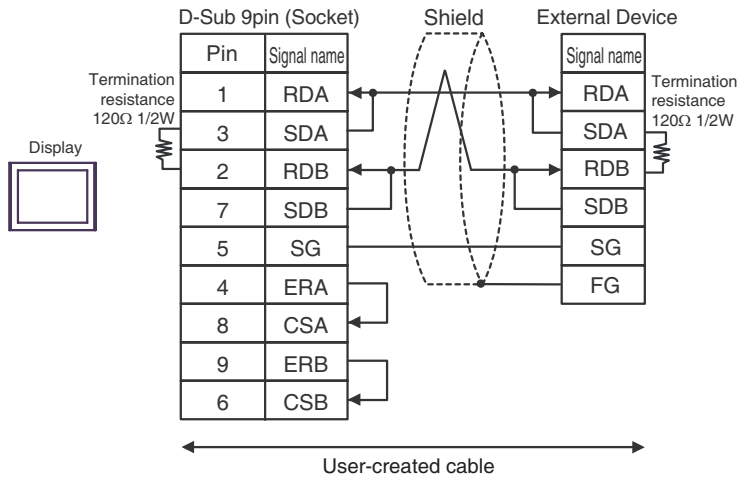 D-Sub 9pin (Socket)
Shield
External Device
Pin
Signal name
Signal name
Termination
resistance
120Ω 1/2W
Termination
resistance
120Ω 1/2W
Display
1
RDA
RDA
3
SDA
SDA
2
RDB
RDB
7
SDB
SDB
5
SG
SG
4
ERA
FG
8
CSA
9
ERB
6
CSB
User-created cable